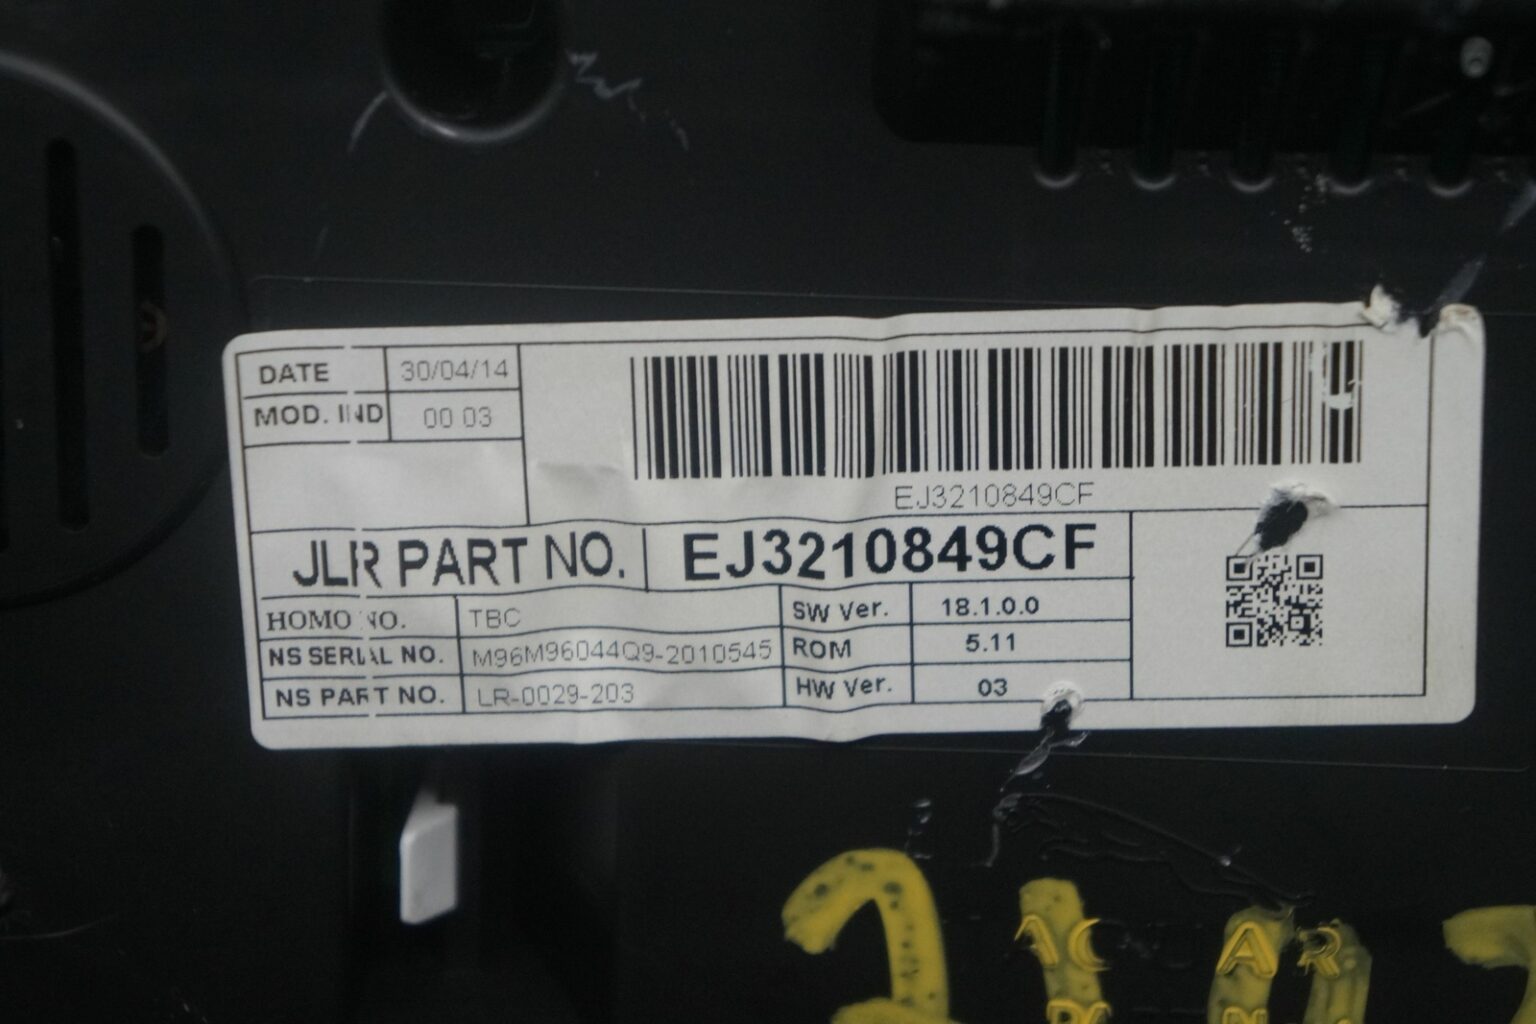 DATE 30/04/14
MOD. IND 00 03
EJ3210849CF
JLR PART NO. EJ3210849CF
HOMO NO. TBC SW Ver. 18.1.0.0
NS SERIAL NO. M96M96044Q9-2010545 ROM 5.11
NS PART NO. LR-0029-203 HW Ver. 03